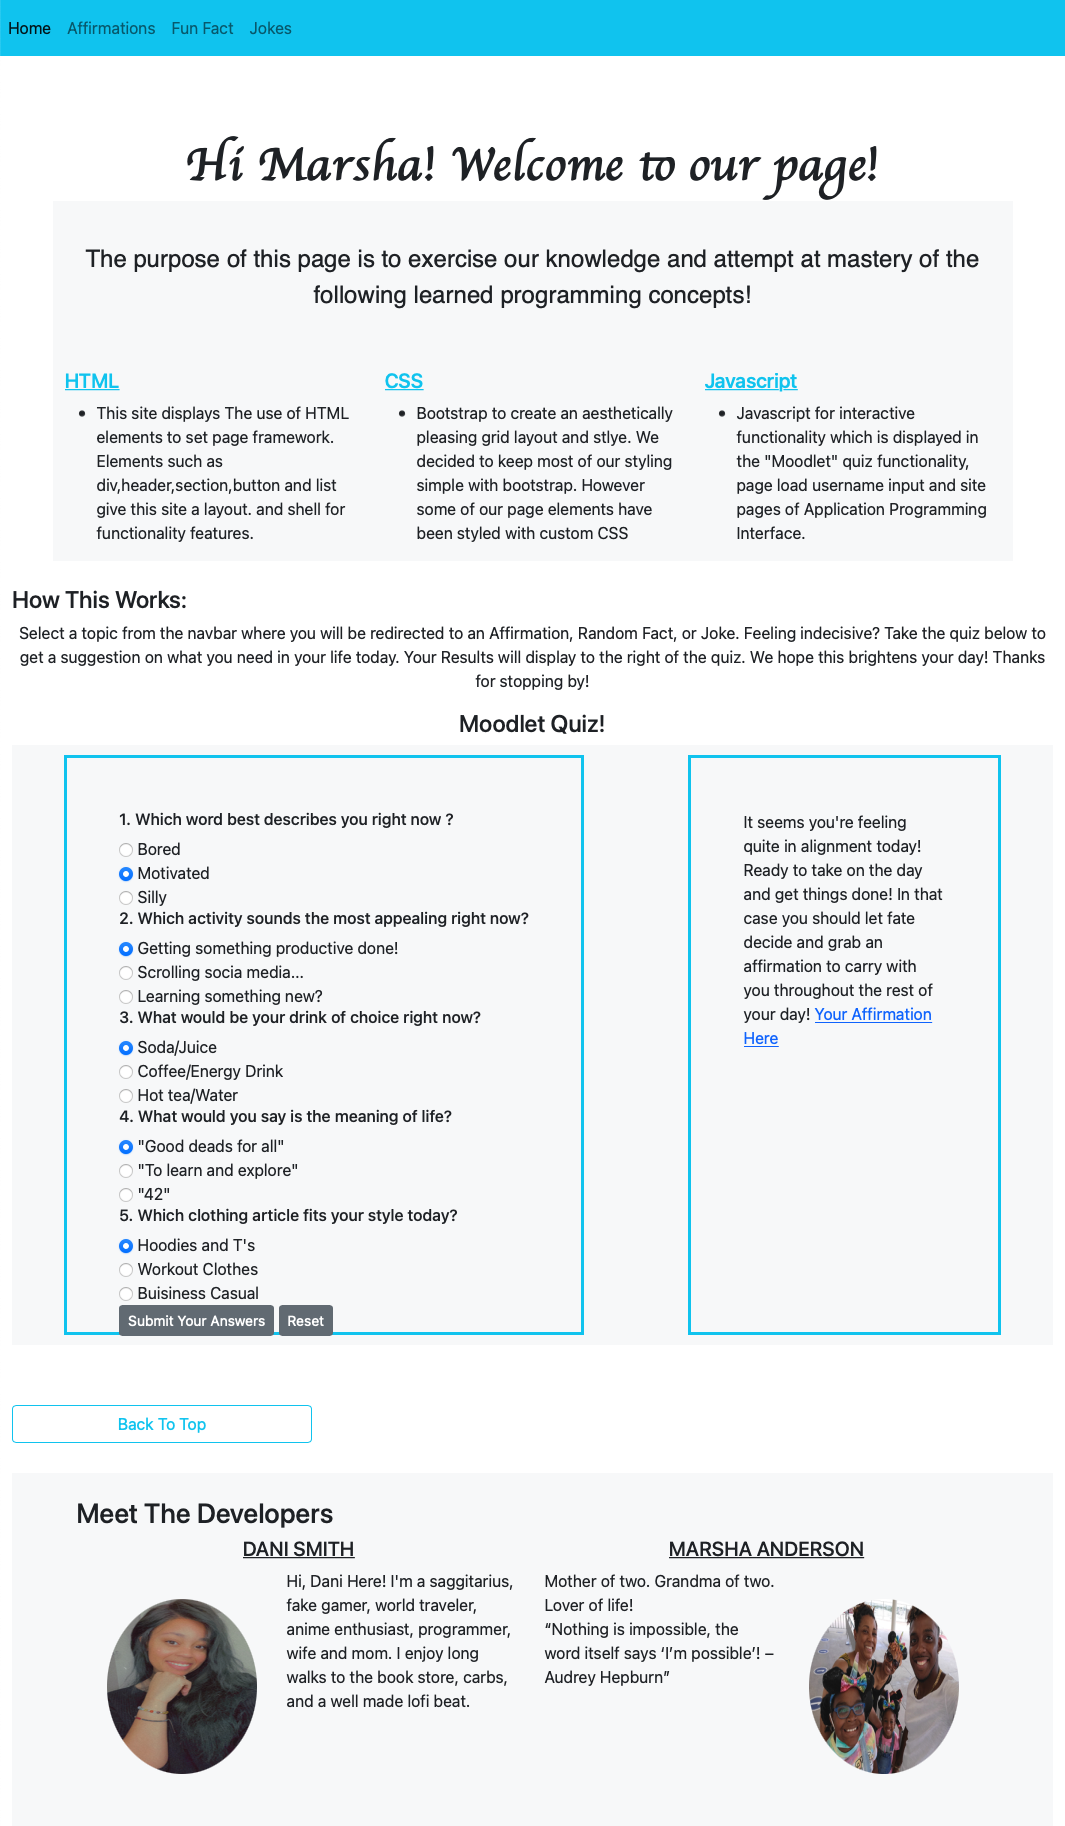 Home Affirmations Fun Fact Jokes
Hi Marsha! Welcome to our page!
The purpose of this page is to exercise our knowledge and attempt at mastery of the
following learned programming concepts!
HTML
This site displays The use of HTML
elements to set page framework.
Elements such as
div,header,section,button and list
give this site a layout. and shell for
functionality features.
CSS
Bootstrap to create an aesthetically
pleasing grid layout and stlye. We
decided to keep most of our styling
simple with bootstrap. However
some of our page elements have
been styled with custom CSS
Javascript
Javascript for interactive
functionality which is displayed in
the "Moodlet" quiz functionality,
page load username input and site
pages of Application Programming
Interface.
How This Works:
Select a topic from the navbar where you will be redirected to an Affirmation, Random Fact, or Joke. Feeling indecisive? Take the quiz below to
get a suggestion on what you need in your life today. Your Results will display to the right of the quiz. We hope this brightens your day! Thanks
for stopping by!
Moodlet Quiz!
1. Which word best describes you right now ?
Bored
Motivated
Silly
2. Which activity sounds the most appealing right now?
Getting something productive done!
Scrolling socia media...
Learning something new?
3. What would be your drink of choice right now?
Soda/Juice
Coffee/Energy Drink
Hot tea/Water
4. What would you say is the meaning of life?
"Good deads for all"
"To learn and explore"
"42"
5. Which clothing article fits your style today?
Hoodies and T's
Workout Clothes
Buisiness Casual
Submit Your Answers Reset
It seems you're feeling
quite in alignment today!
Ready to take on the day
and get things done! In that
case you should let fate
decide and grab an
affirmation to carry with
you throughout the rest of
your day! Your Affirmation
Here
Back To Top
Meet The Developers
DANI SMITH
Hi, Dani Here! I'm a saggitarius,
fake gamer, world traveler,
anime enthusiast, programmer,
wife and mom. I enjoy long
walks to the book store, carbs,
and a well made lofi beat.
MARSHA ANDERSON
Mother of two. Grandma of two.
Lover of life!
“Nothing is impossible, the
word itself says ‘I’m possible’! –
Audrey Hepburn”